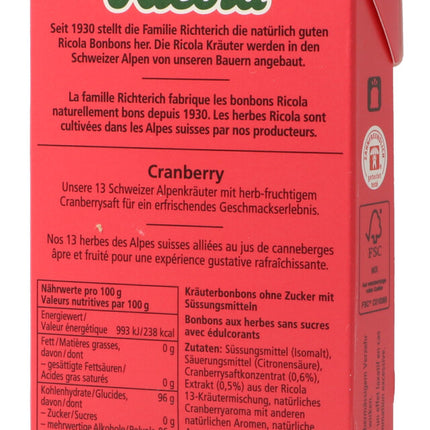 Ricola
Seit 1930 stellt die Familie Richterich die natürlich guten
Ricola Bonbons her. Die Ricola Kräuter werden in den
Schweizer Alpen von unseren Bauern angebaut.
La famille Richterich fabrique les bonbons Ricola
naturellement bons depuis 1930. Les herbes Ricola sont
cultivées dans les Alpes suisses par nos producteurs.
Cranberry
Unsere 13 Schweizer Alpenkräuter mit herb-fruchtigem
Cranberrysaft für ein erfrischendes Geschmackserlebnis.
Nos 13 herbes des Alpes suisses alliées au jus de canneberges
âpre et fruité pour une expérience gustative rafraîchissante.
Nährwerte pro 100 g
Valeurs nutritives par 100 g
Energiewert/
Valeur énergétique 993 kJ/238 kcal
Fett/Matières grasses, 0 g
davon/dont
– gesättigte Fettsäuren/
Acides gras saturés 0 g
Kohlenhydrate/Glucides, 96 g
davon/dont
– Zucker/Sucres 0 g
– mehrwertige Alkohole/Polyols
Kräuterbonbons ohne Zucker mit
Süssungsmitteln
Bonbons aux herbes sans sucres
avec édulcorants
Zutaten: Süssungsmittel (Isomalt),
Säuerungsmittel (Citronensäure),
Cranberrysaftkonzentrat (0,6%),
Extrakt (0,5%) aus der Ricola
13-Kräutermischung, natürliches
Cranberryaroma mit anderen
FSC
MIX